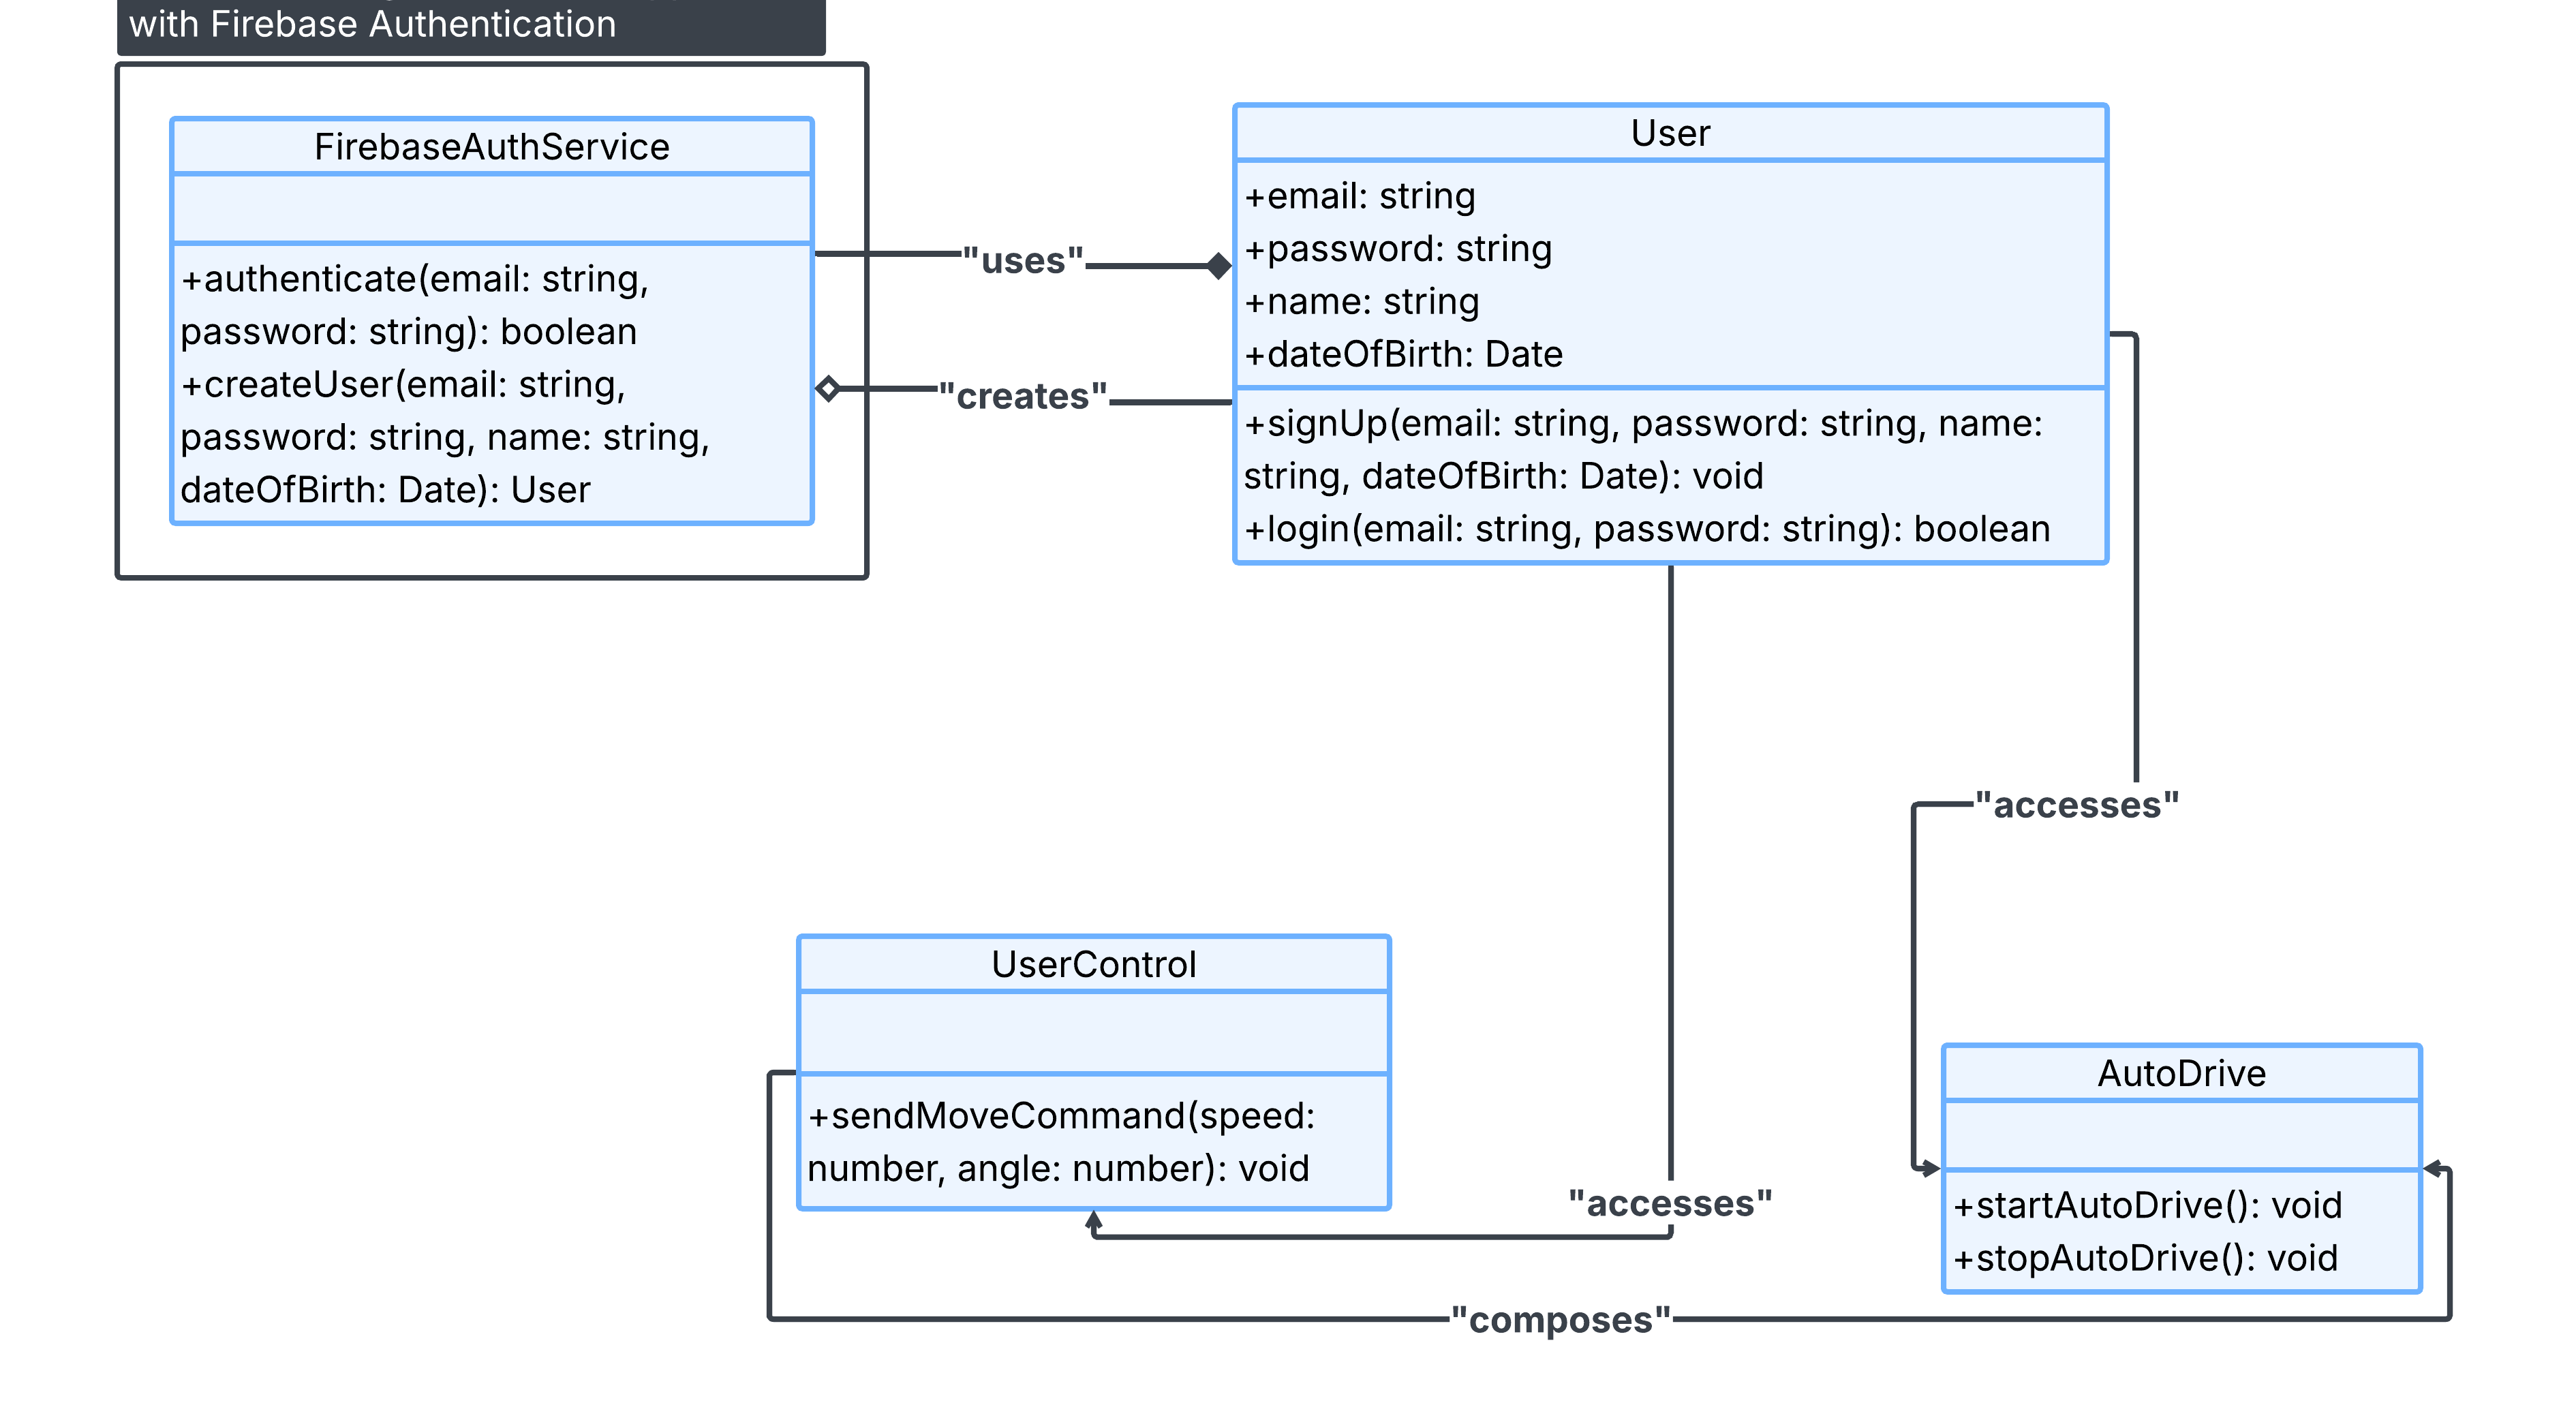 with Firebase Authentication
FirebaseAuthService
+authenticate(email: string,
password: string): boolean
+createUser(email: string,
password: string, name: string,
dateOfBirth: Date): User
"uses"
"creates"
User
+email: string
+password: string
+name: string
+dateOfBirth: Date
+signUp(email: string, password: string, name:
string, dateOfBirth: Date): void
+login(email: string, password: string): boolean
"accesses"
UserControl
+sendMoveCommand(speed:
number, angle: number): void
"accesses"
AutoDrive
+startAutoDrive(): void
+stopAutoDrive(): void
"composes"